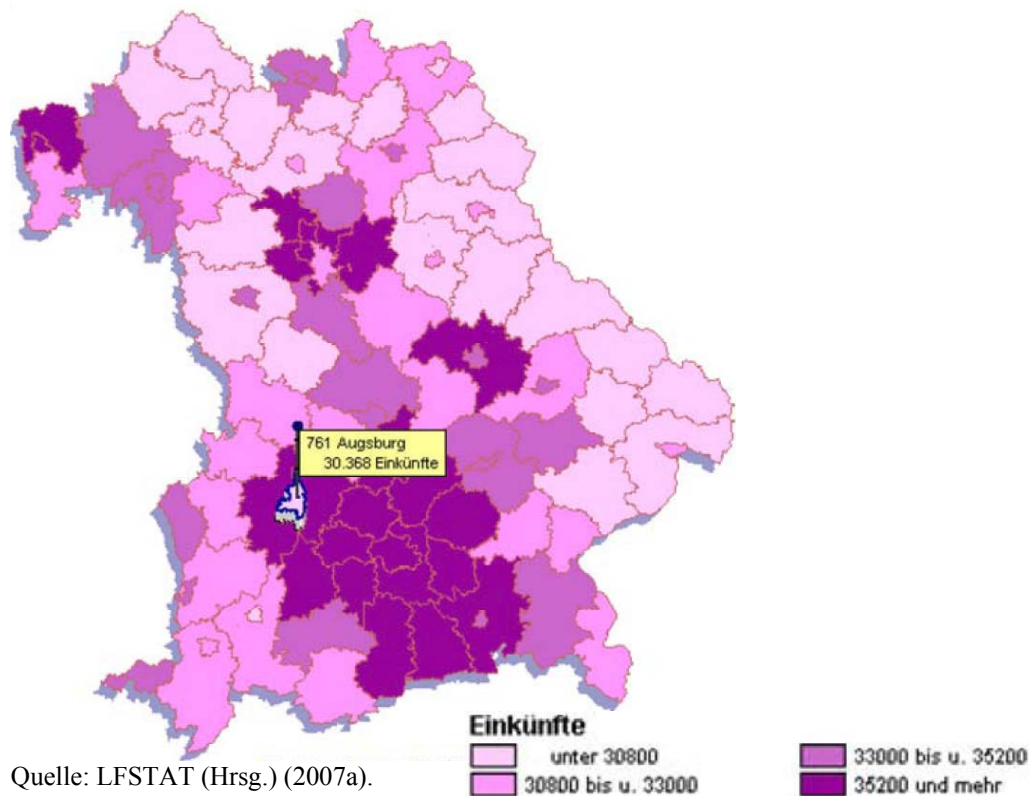 761 Augsburg
30.368 Einkünfte
Einkünfte
unter 30800
30800 bis u. 33000
33000 bis u. 35200
35200 und mehr
Quelle: LFSTAT (Hrsg.) (2007a).